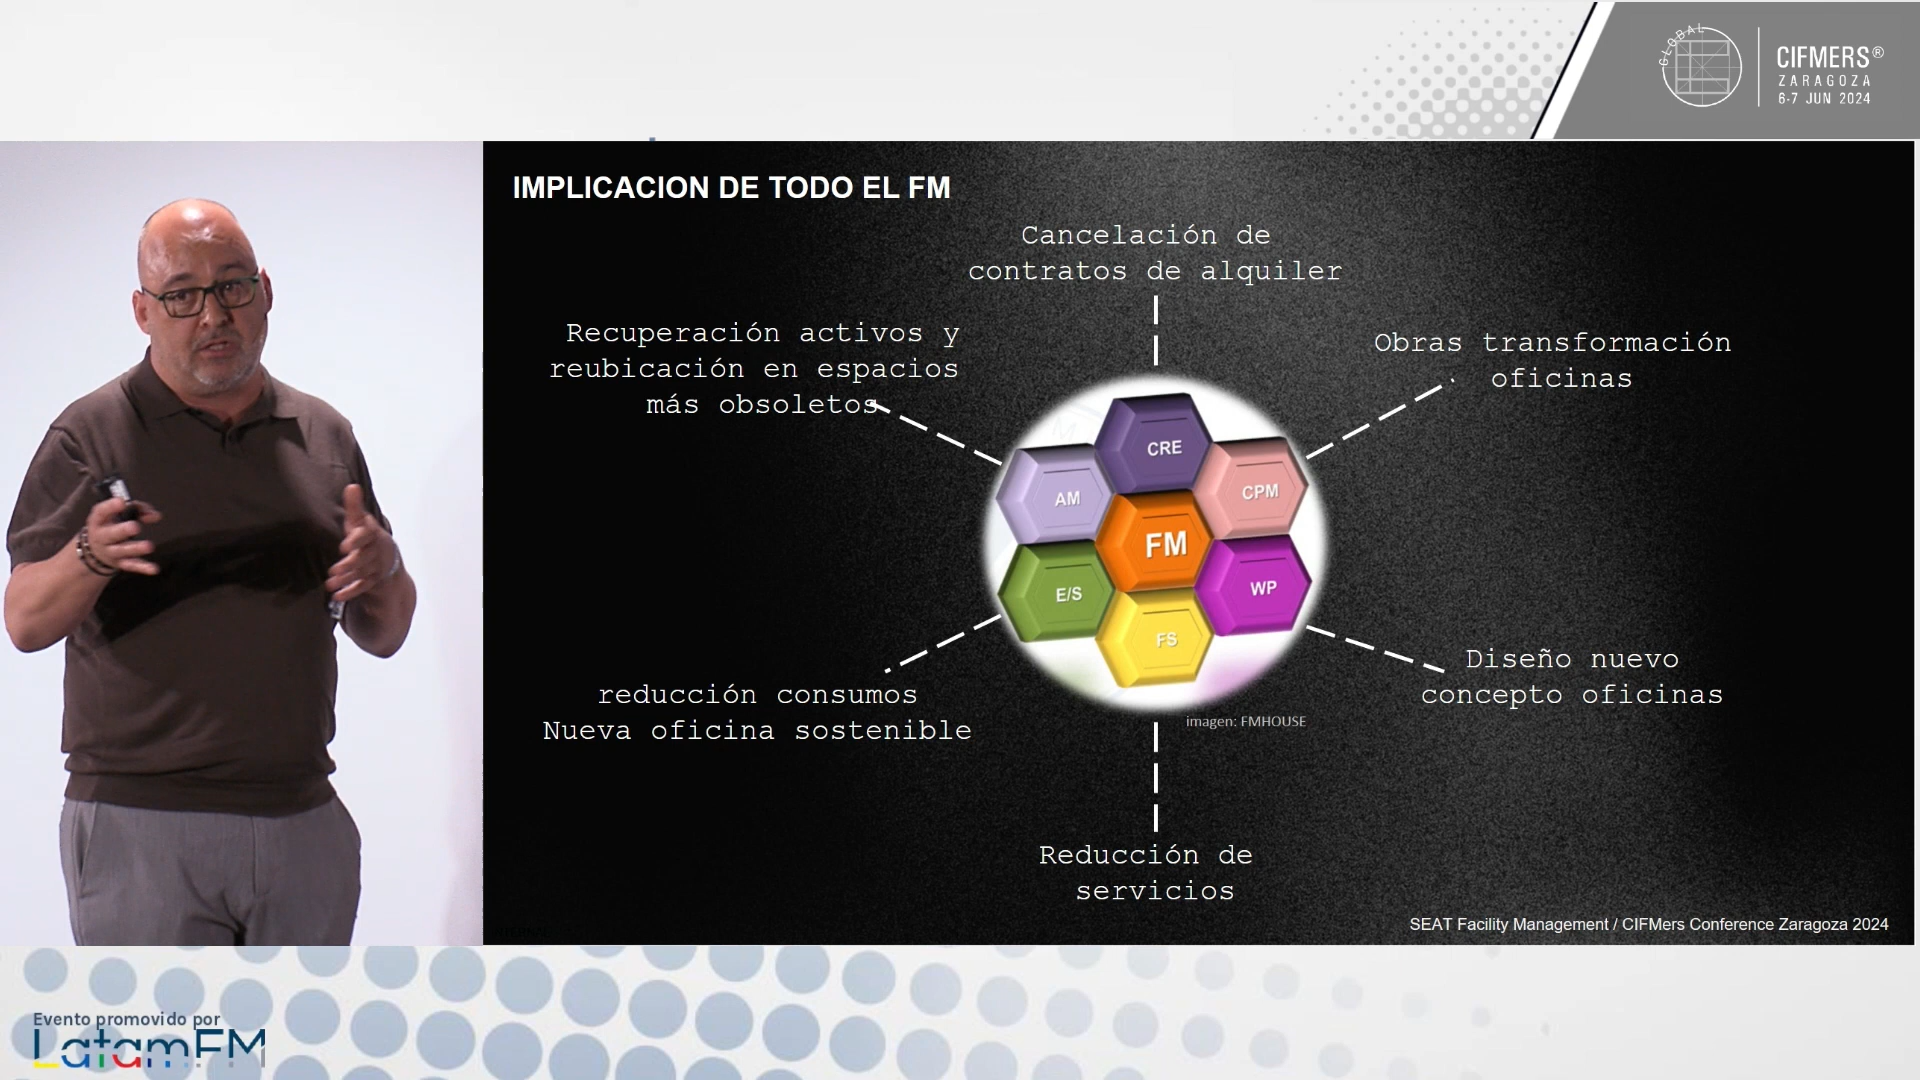 GLOBAL
CIFMERS®
ZARAGOZA
6-7 JUN 2024
IMPLICACION DE TODO EL FM
Cancelación de
contratos de alquiler
Recuperación activos y
reubicación en espacios
más obsoletos
Obras transformación
oficinas
CRE
AM
CPM
FM
E/S
WP
FS
reducción consumos
Nueva oficina sostenible
Diseño nuevo
concepto oficinas
imagen: FMHOUSE
Reducción de
servicios
SEAT Facility Management / CIFMers Conference Zaragoza 2024
Evento promovido por
LatamFM